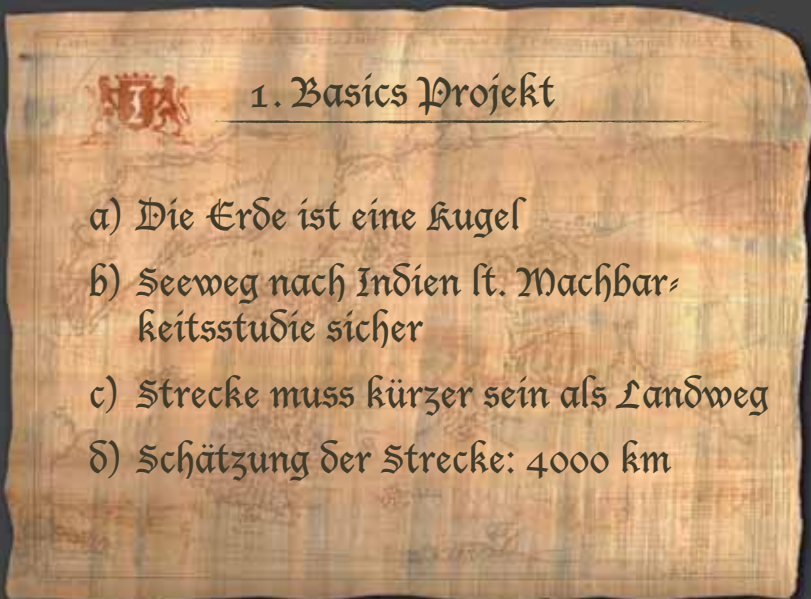 1. Basics Projekt
a) Die Erde ist eine Kugel
b) Seeweg nach Indien lt. Machbar-
keitsstudie sicher
c) Strecke muss kürzer sein als Landweg
d) Schätzung der Strecke: 4000 km